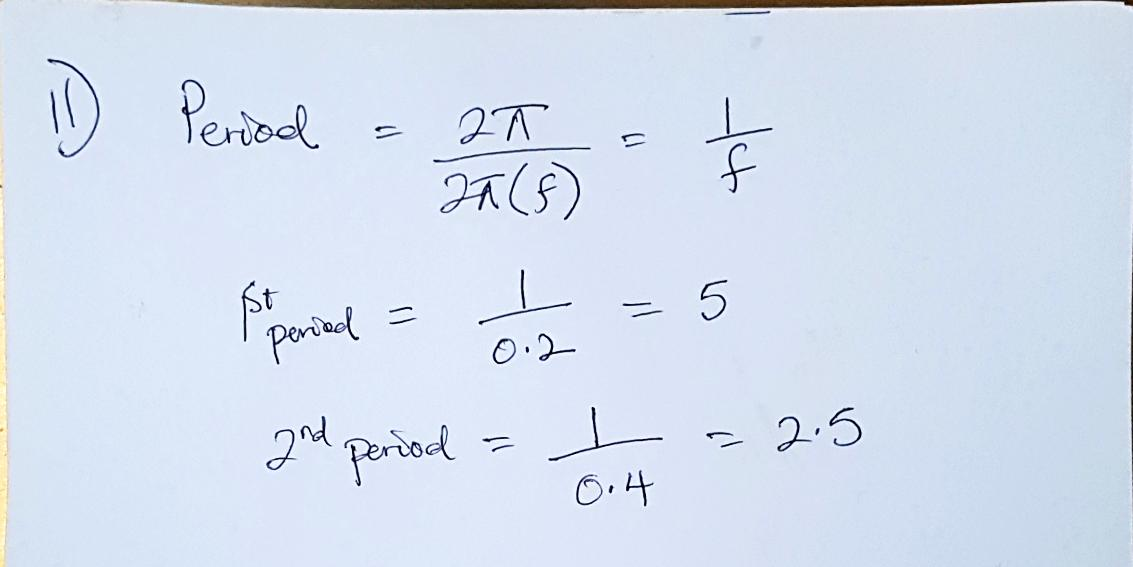 11) Period = 2π / 2π(f) = 1 / f
1st period = 1 / 0.2 = 5
2nd period = 1 / 0.4 = 2.5